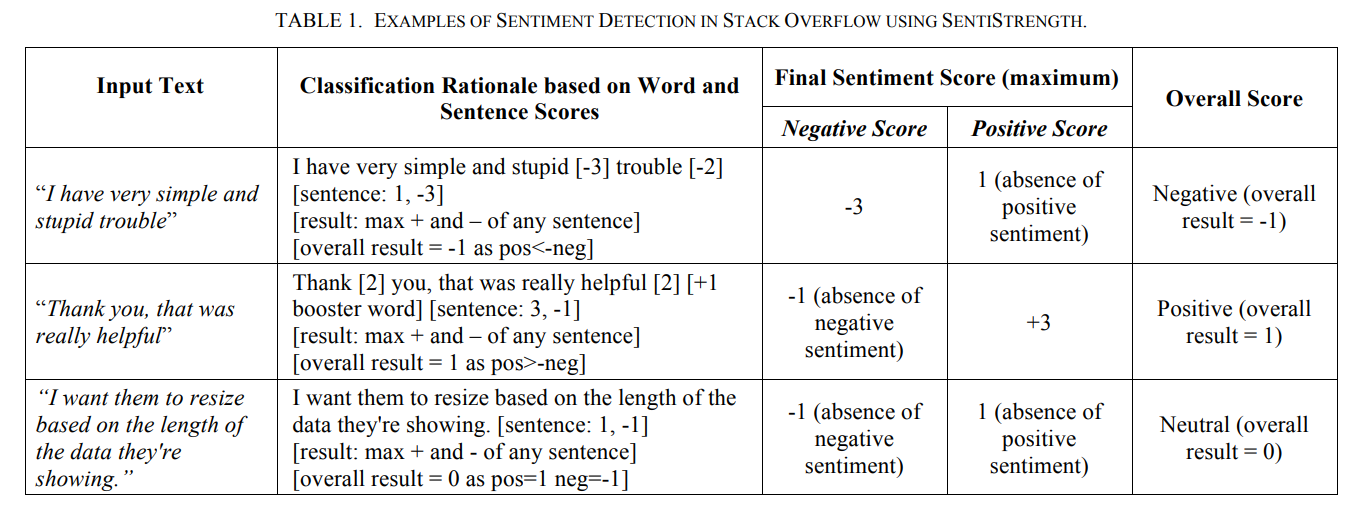 TABLE 1. EXAMPLES OF SENTIMENT DETECTION IN STACK OVERFLOW USING SENTISTRENGTH.
Input Text
Classification Rationale based on Word and
Sentence Scores
Final Sentiment Score (maximum)
Negative Score
Positive Score
Overall Score
“I have very simple and
stupid trouble”
I have very simple and stupid [-3] trouble [-2]
[sentence: 1, -3]
[result: max + and – of any sentence]
[overall result = -1 as pos<-neg]
-3
1 (absence of
positive
sentiment)
Negative (overall
result = -1)
“Thank you, that was
really helpful”
Thank [2] you, that was really helpful [2] [+1
booster word] [sentence: 3, -1]
[result: max + and – of any sentence]
[overall result = 1 as pos>-neg]
-1 (absence of
negative
sentiment)
+3
Positive (overall
result = 1)
“I want them to resize
based on the length of
the data they're
showing.”
I want them to resize based on the length of the
data they're showing. [sentence: 1, -1]
[result: max + and - of any sentence]
[overall result = 0 as pos=1 neg=-1]
-1 (absence of
negative
sentiment)
1 (absence of
positive
sentiment)
Neutral (overall
result = 0)